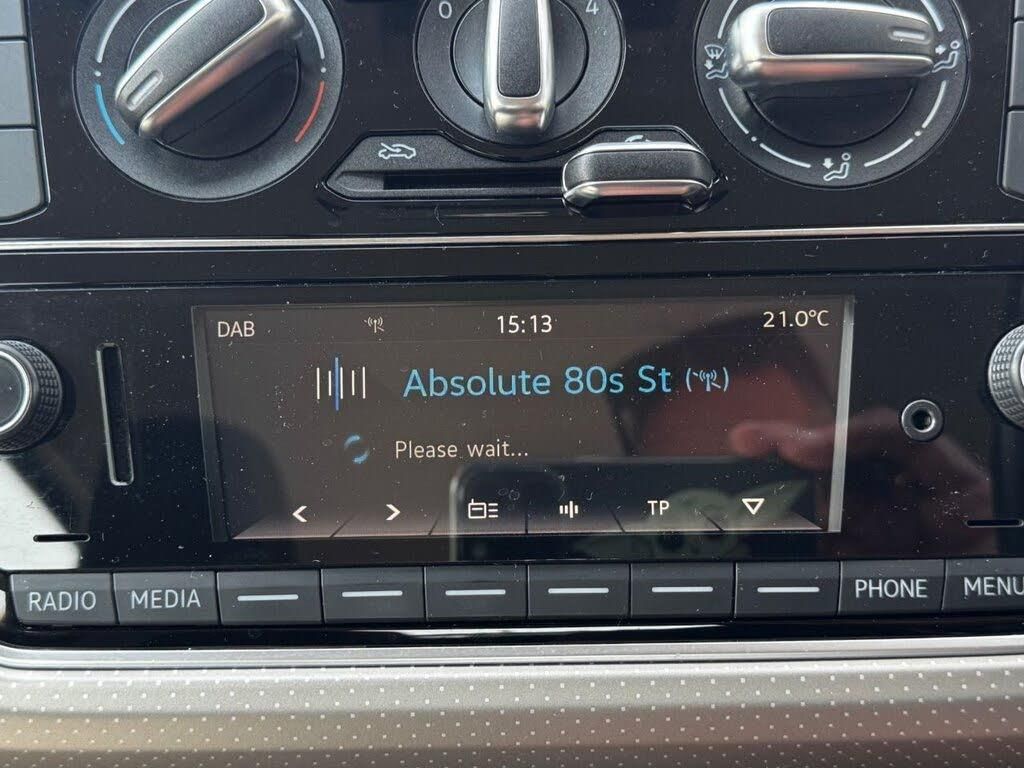 0 4
DAB 15:13 21.0°C
Absolute 80s St
Please wait...
< > TP
RADIO MEDIA PHONE MENU